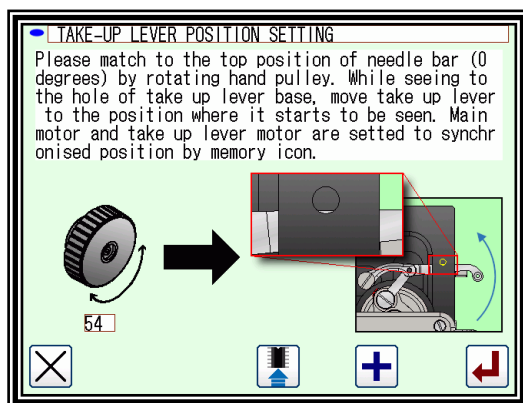 TAKE-UP LEVER POSITION SETTING
Please match to the top position of needle bar (0
degrees) by rotating hand pulley. While seeing to
the hole of take up lever base, move take up lever
to the position where it starts to be seen. Main
motor and take up lever motor are setted to synchr
onised position by memory icon.
54